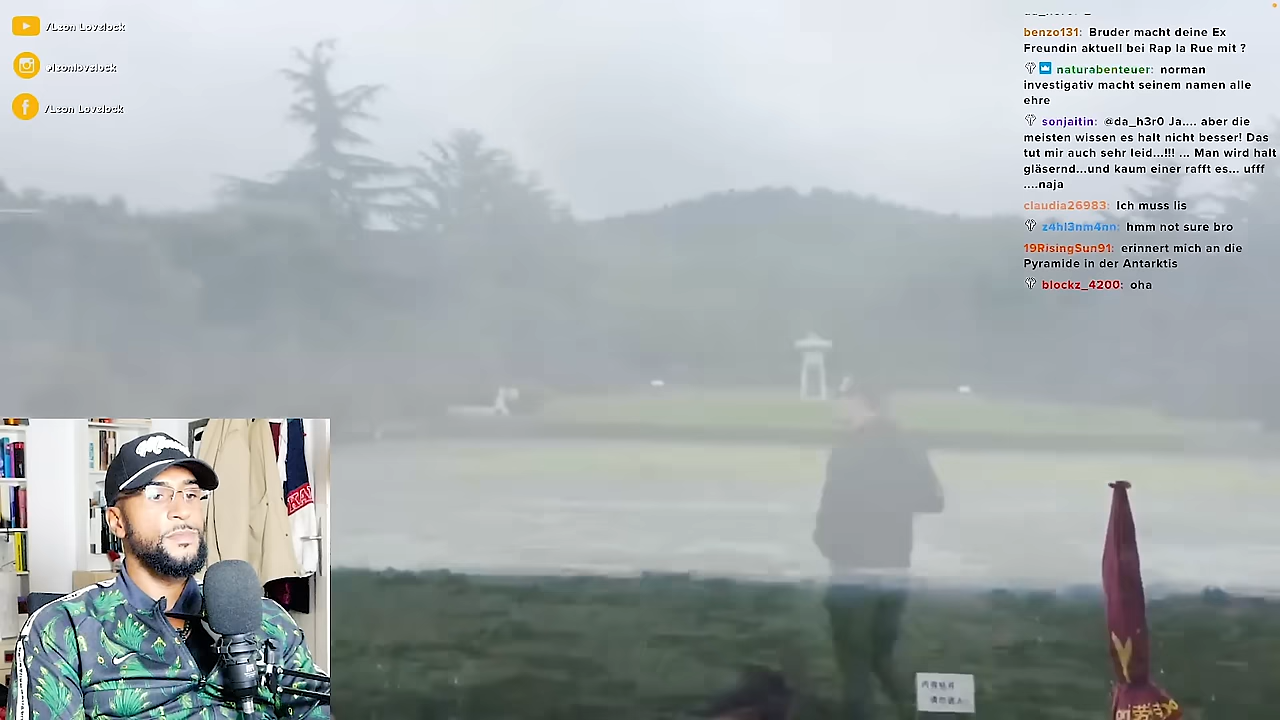 /Leon Lovelock
leonlovelock
/Leon Lovelock
benzo131: Bruder macht deine Ex
Freundin aktuell bei Rap la Rue mit ?
naturabenteuer: norman
investigativ macht seinem namen alle
ehre
sonjaitin: @da_h3r0 Ja.... aber die
meisten wissen es halt nicht besser! Das
tut mir auch sehr leid...!!! ... Man wird halt
gläsernd...und kaum einer rafft es... ufff
....naja
claudia26983: Ich muss lis
z4hl3nm4nn: hmm not sure bro
19RisingSun91: erinnert mich an die
Pyramide in der Antarktis
blockz_4200: oha